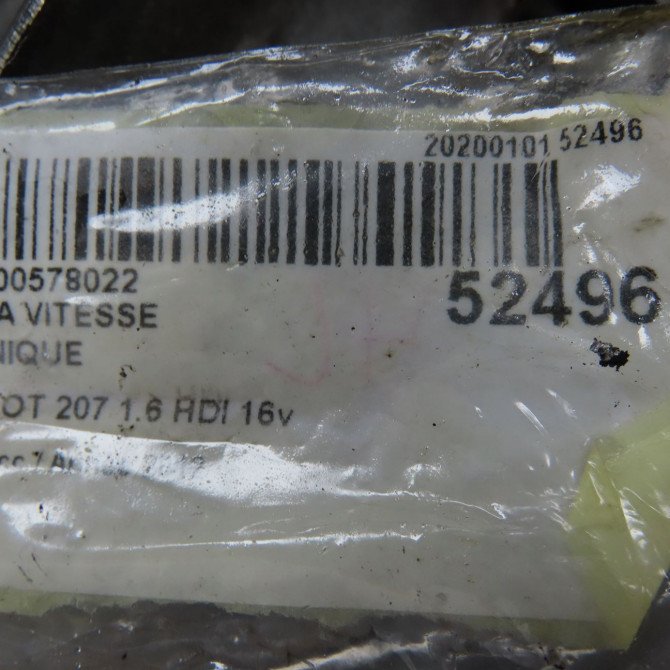 20200101 52496
00578022
52496
A VITESSE
NIQUE
OT 207 1.6 HDI 16v